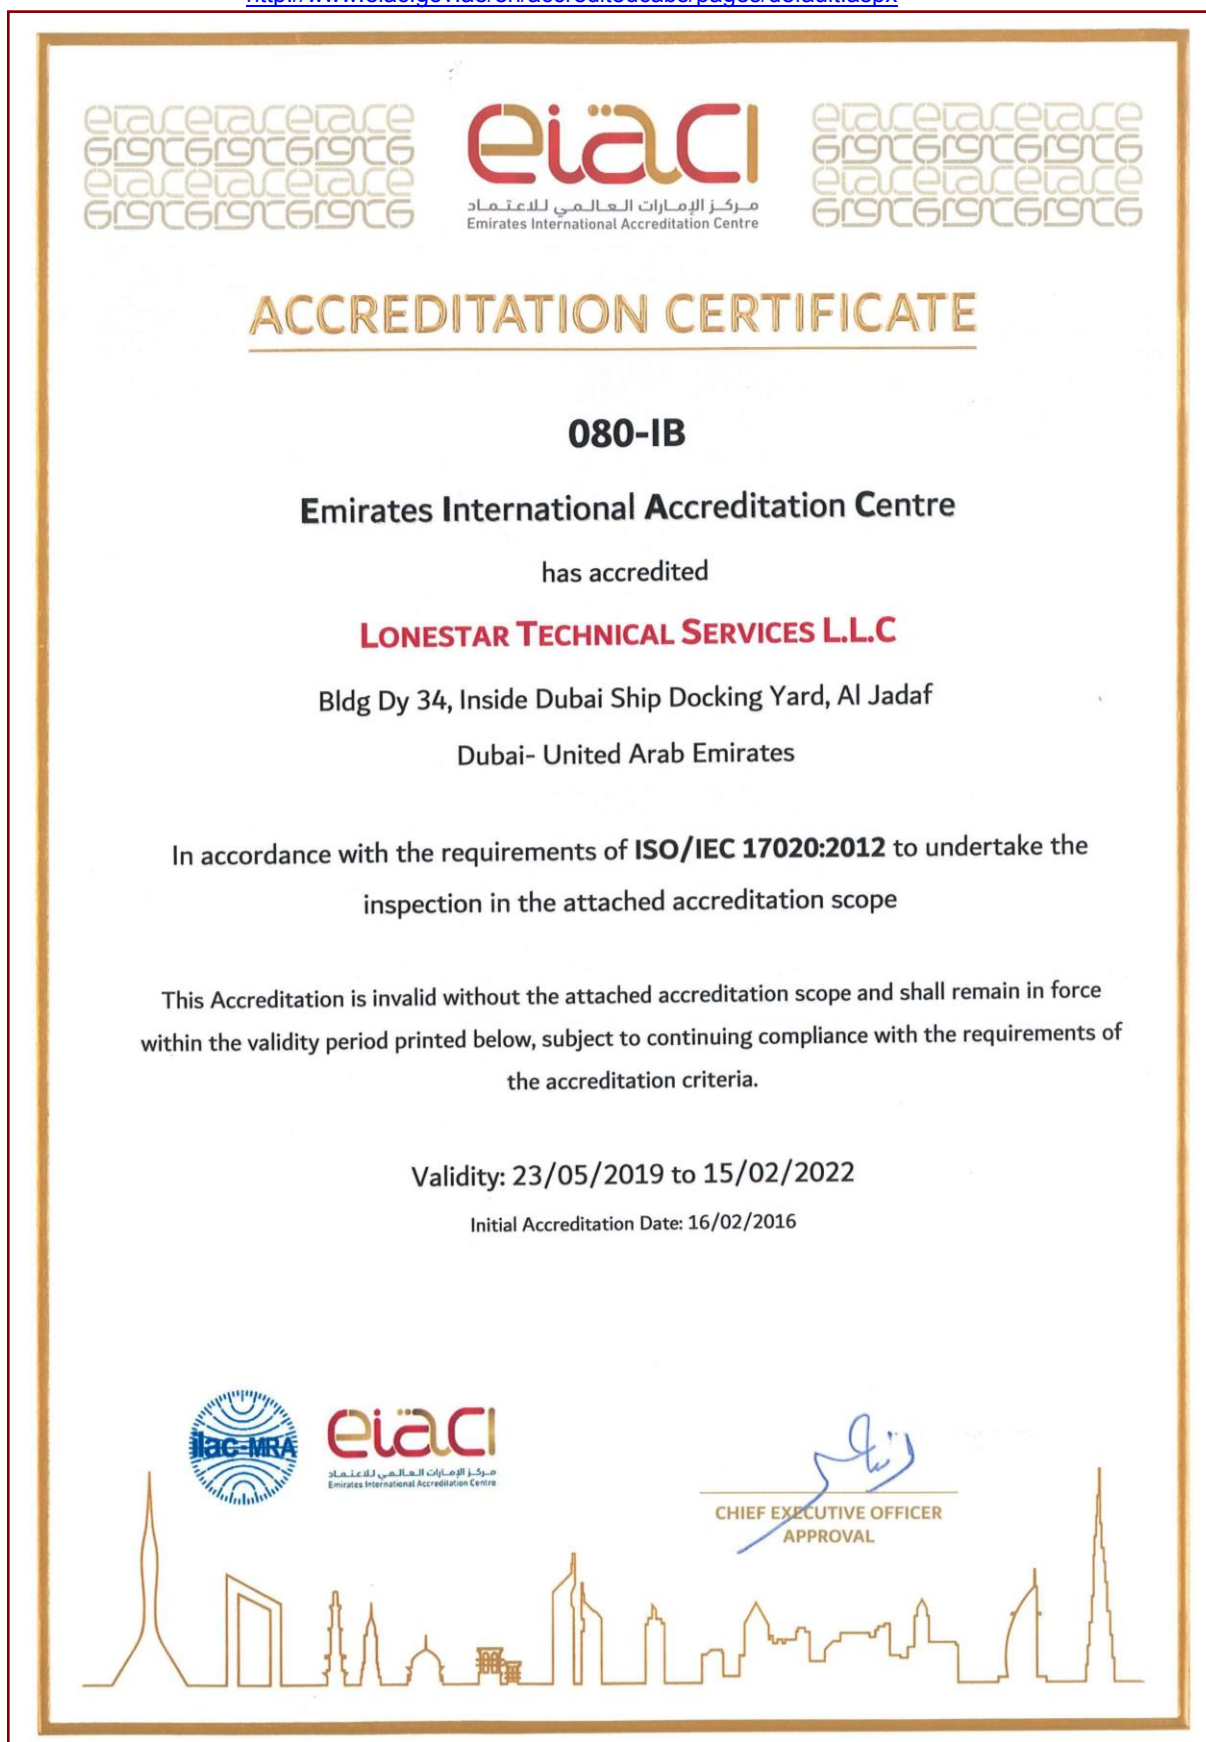 eiac
مركز الإمارات العالمي للاعتماد
Emirates International Accreditation Centre
ACCREDITATION CERTIFICATE
080-IB
Emirates International Accreditation Centre
has accredited
LONESTAR TECHNICAL SERVICES L.L.C
Bldg Dy 34, Inside Dubai Ship Docking Yard, Al Jadaf
Dubai- United Arab Emirates
In accordance with the requirements of ISO/IEC 17020:2012 to undertake the
inspection in the attached accreditation scope
This Accreditation is invalid without the attached accreditation scope and shall remain in force
within the validity period printed below, subject to continuing compliance with the requirements of
the accreditation criteria.
Validity: 23/05/2019 to 15/02/2022
Initial Accreditation Date: 16/02/2016
ilac-MRA
eiac
مركز الإمارات العالمي للاعتماد
Emirates International Accreditation Centre
CHIEF EXECUTIVE OFFICER
APPROVAL